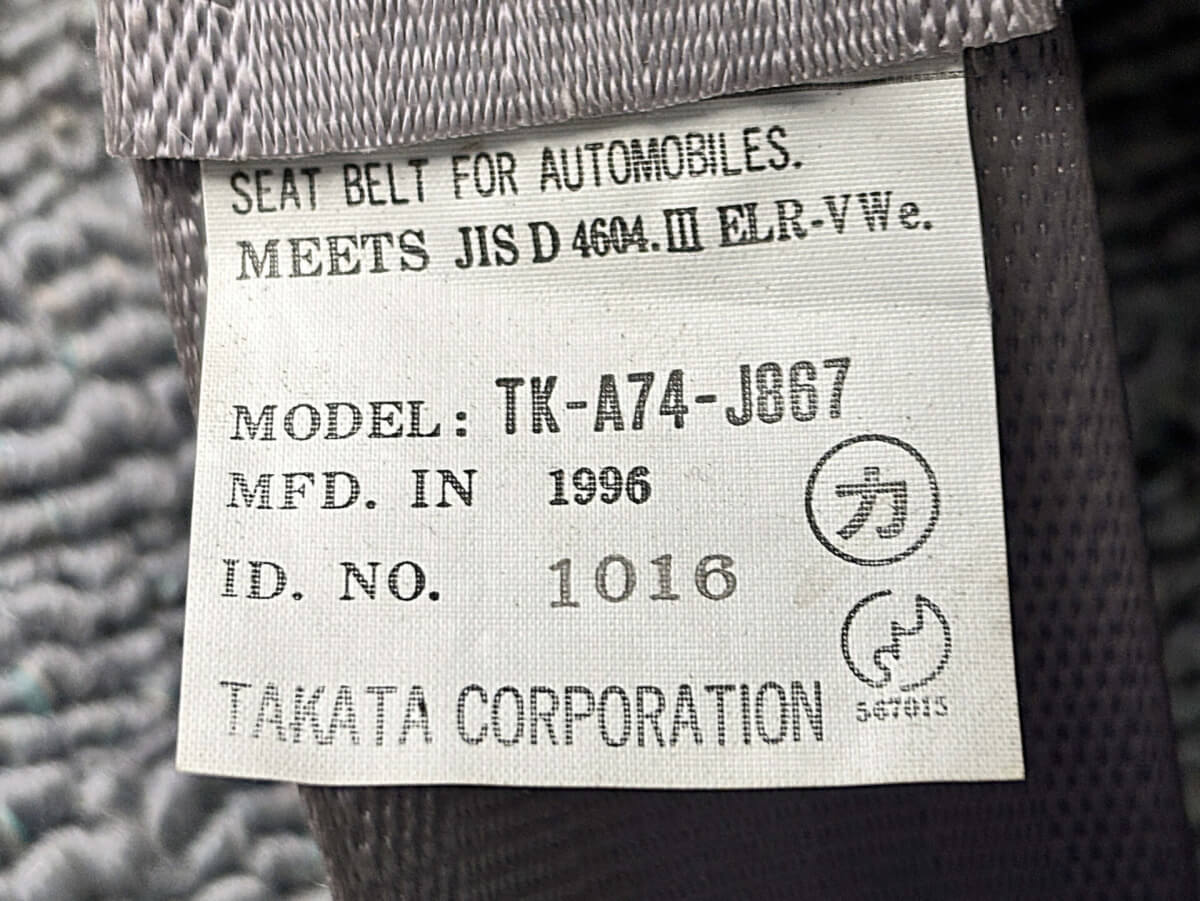 SEAT BELT FOR AUTOMOBILES.
MEETS JIS D 4604. III ELR-VWe.
MODEL: TK-A74-J867
MFD. IN 1996
力
ID. NO. 1016
TAKATA CORPORATION
567015